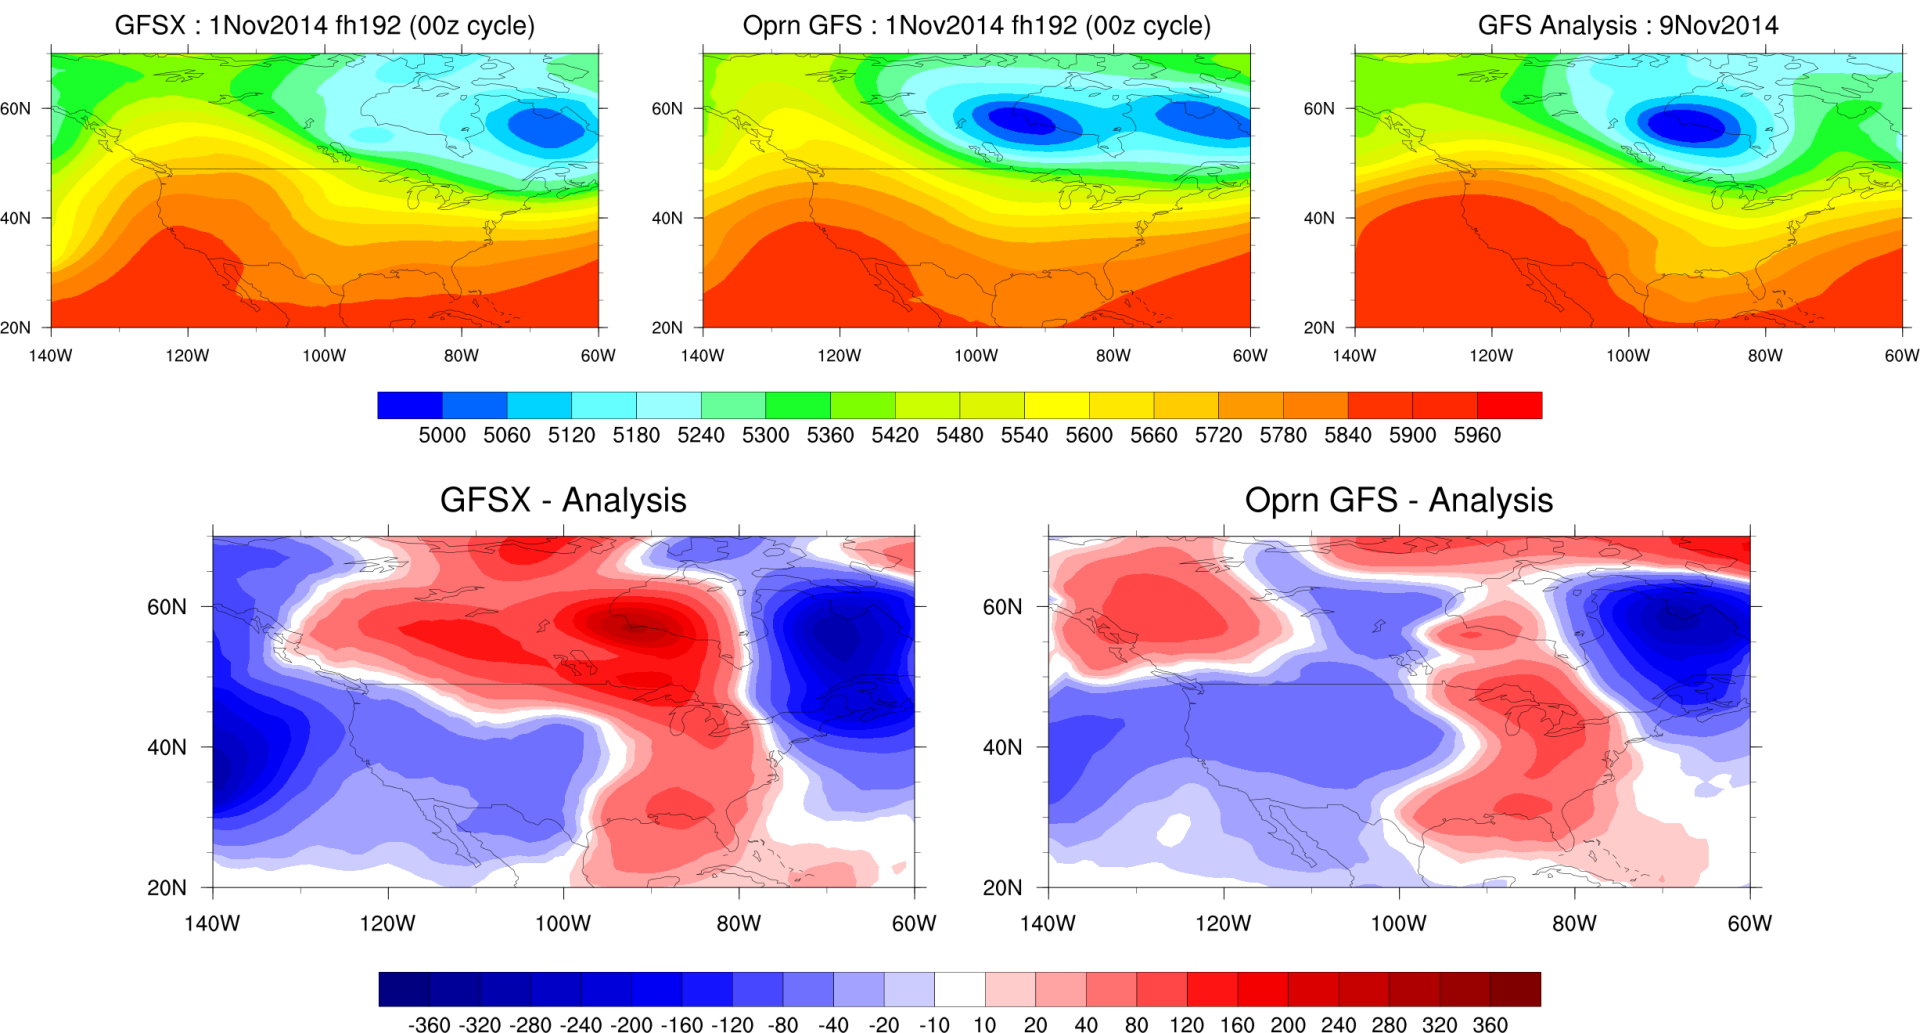 GFSX : 1Nov2014 fh192 (00z cycle)
Oprn GFS : 1Nov2014 fh192 (00z cycle)
GFS Analysis : 9Nov2014
60N 60N 60N
40N 40N 40N
20N 20N 20N
140W 120W 100W 80W 60W 140W 120W 100W 80W 60W 140W 120W 100W 80W 60W
5000 5060 5120 5180 5240 5300 5360 5420 5480 5540 5600 5660 5720 5780 5840 5900 5960
GFSX - Analysis
Oprn GFS - Analysis
60N 60N
40N 40N
20N 20N
140W 120W 100W 80W 60W 140W 120W 100W 80W 60W
-360 -320 -280 -240 -200 -160 -120 -80 -40 -20 -10 10 20 40 80 120 160 200 240 280 320 360